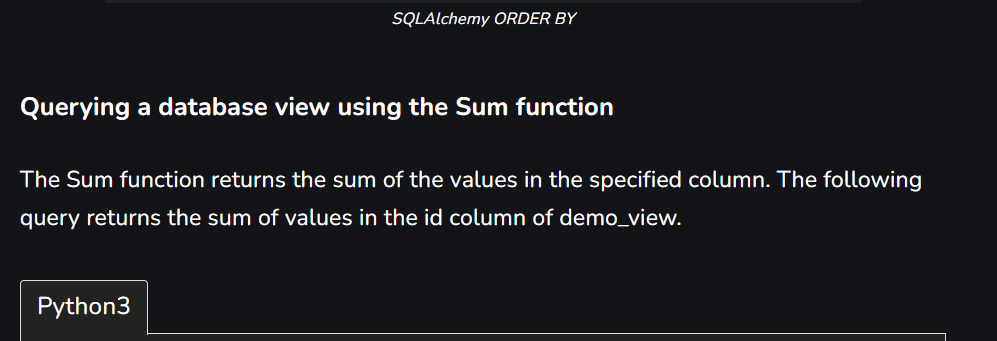 SQLAlchemy ORDER BY
Querying a database view using the Sum function
The Sum function returns the sum of the values in the specified column. The following
query returns the sum of values in the id column of demo_view.
Python3